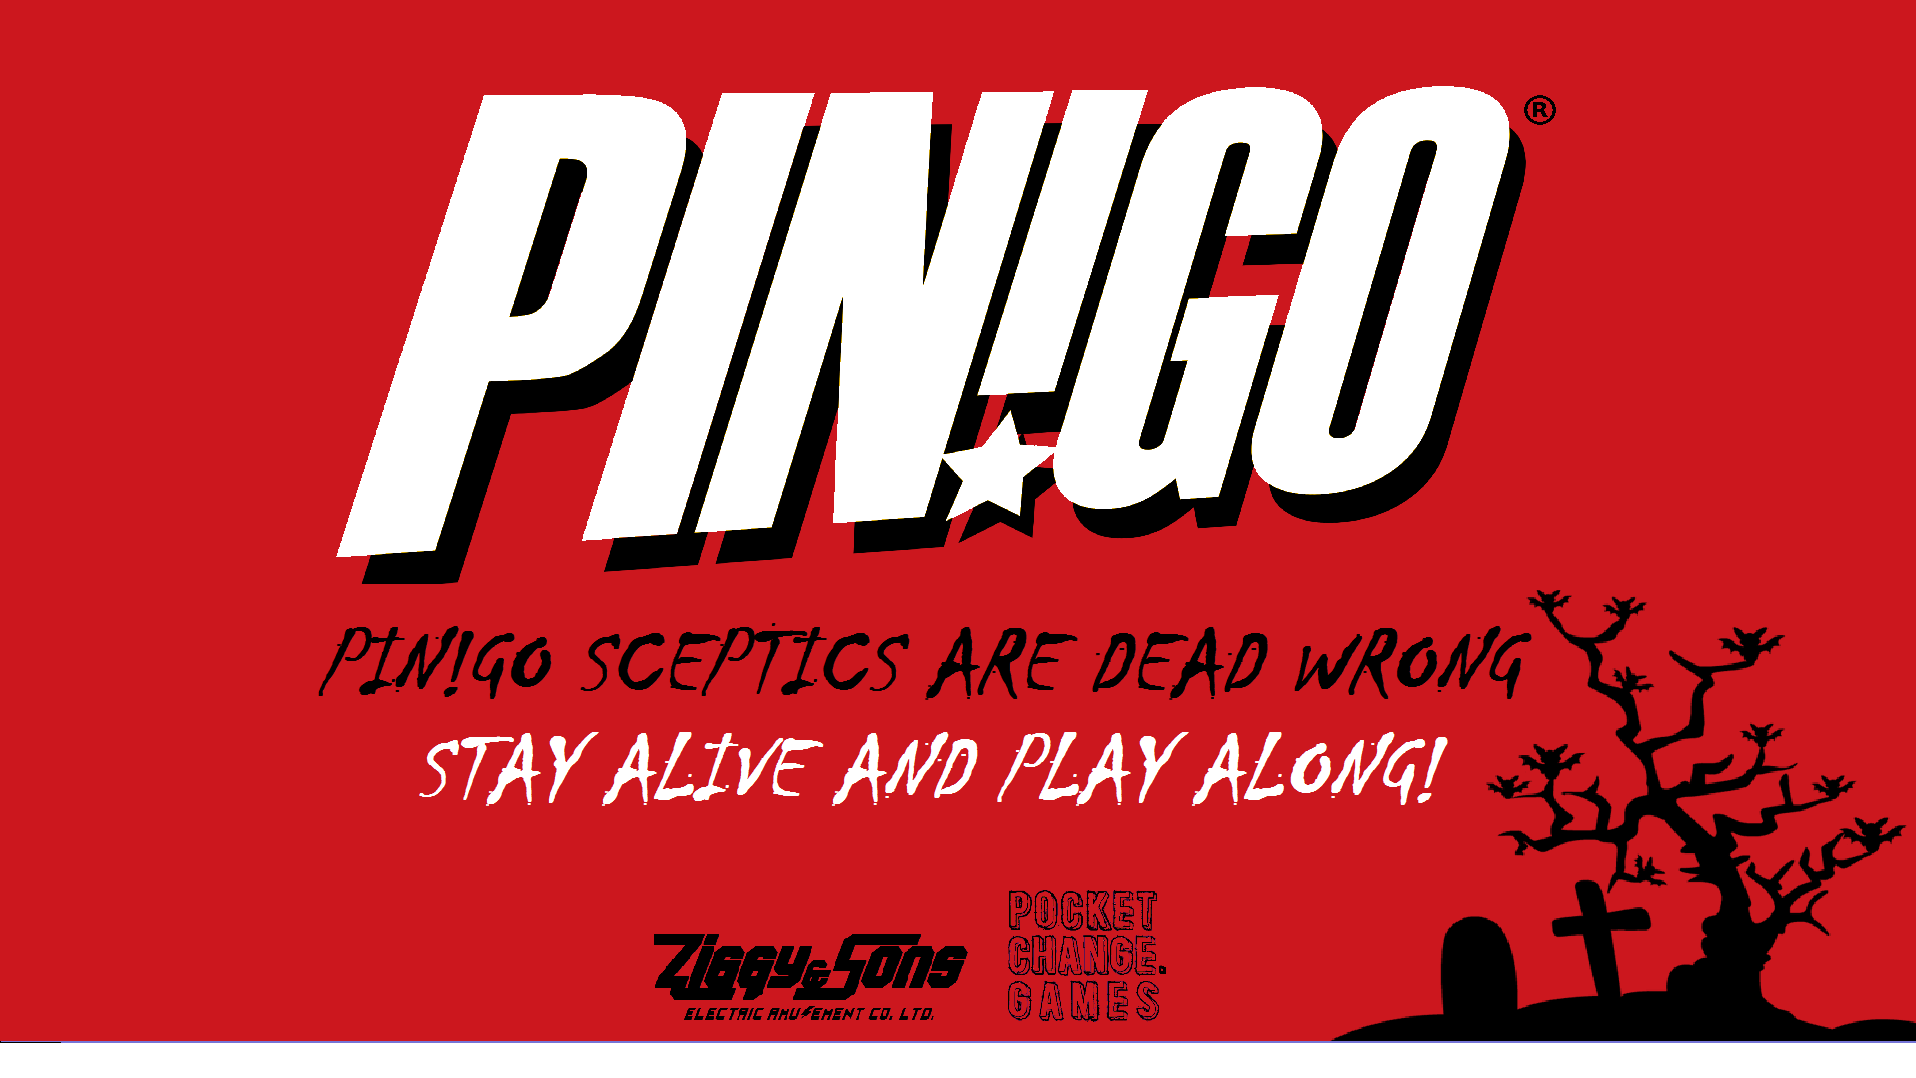 PIN!GO®
PIN!GO SCEPTICS ARE DEAD WRONG
STAY ALIVE AND PLAY ALONG!
Ziggy & Sons
ELECTRIC AMUSEMENT CO. LTD.
POCKET
CHANGE.
GAMES